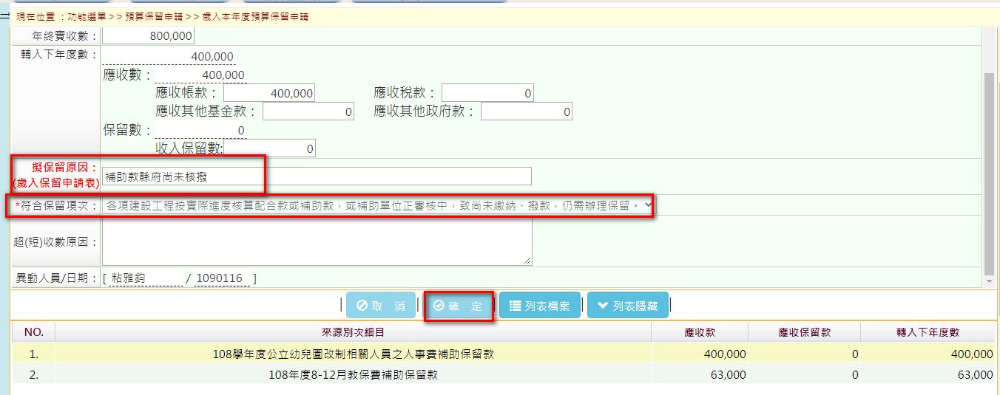 現在位置 ：功能選單>>預算保留申請>>歲入本年度預算保留申請
年終實收數： 800,000
轉入下年度數： 400,000
應收數： 400,000
應收帳款： 400,000 應收稅款： 0
應收其他基金款： 0 應收其他政府款： 0
保留數： 0
收入保留數: 0
擬保留原因： 補助款縣府尚未核撥
(歲入保留申請表)
*符合保留項次： 各項建設工程按實際進度核算配合款或補助款，或補助單位正審核中，致尚未繳納、撥款，仍需辦理保留。
超(短)收數原因：
異動人員/日期： [ 粘雅鈞 / 1090116 ]
| 取 消 | 確 定 | 列表檔案 | 列表隱藏 |
NO. 來源別次細目 應收款 應收保留款 轉入下年度數
1. 108學年度公立幼兒園改制相關人員之人事費補助保留款 400,000 0 400,000
2. 108年度8-12月教保費補助保留款 63,000 0 63,000